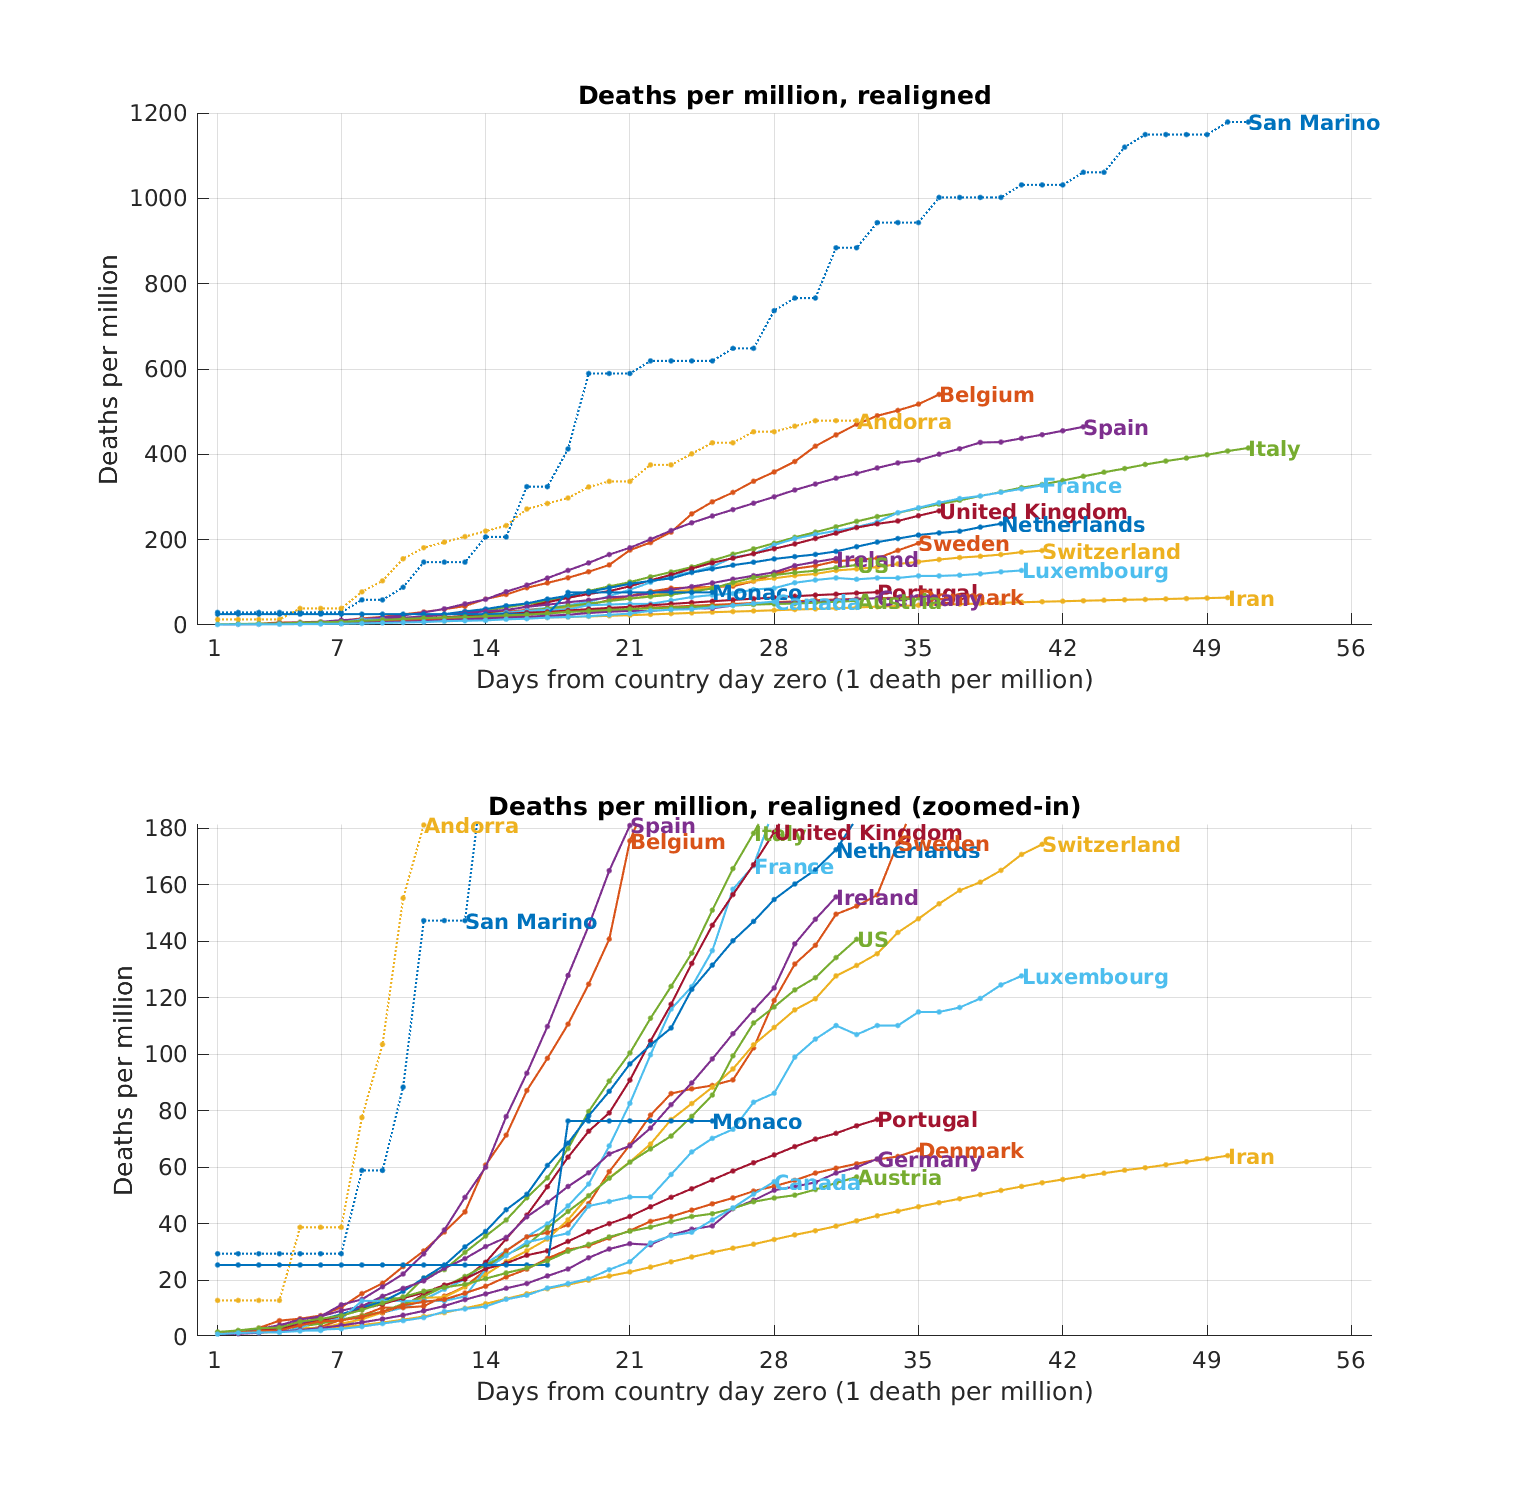 Deaths per million, realigned
1200
1000
800
600
400
200
0
Deaths per million
San Marino
Belgium
Andorra
Spain
Italy
France
United Kingdom
Netherlands
Sweden
Switzerland
Ireland
US
Luxembourg
Monaco
Portugal
Denmark
Germany
Austria
Canada
Iran
1 7 14 21 28 35 42 49 56
Days from country day zero (1 death per million)
Deaths per million, realigned (zoomed-in)
180
160
140
120
100
80
60
40
20
0
Deaths per million
Andorra
Spain
Belgium
Italy
United Kingdom
Netherlands
Sweden
Switzerland
France
Ireland
San Marino
US
Luxembourg
Monaco
Portugal
Denmark
Germany
Iran
Canada
Austria
1 7 14 21 28 35 42 49 56
Days from country day zero (1 death per million)